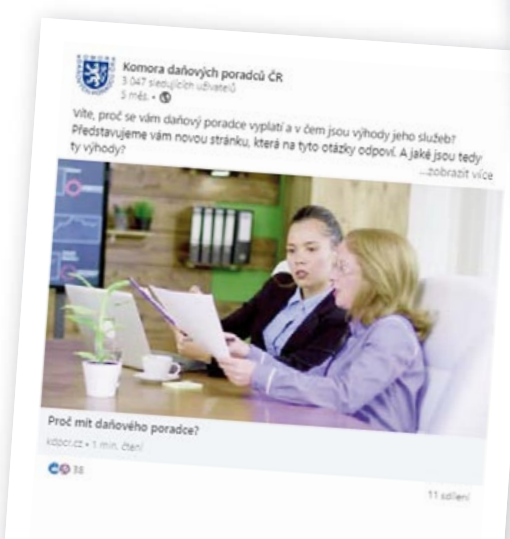 Komora daňových poradců ČR
3 047 sledujících uživatelů
5 měs. •
Víte, proč se vám daňový poradce vyplatí a v čem jsou výhody jeho služeb?
Představujeme vám novou stránku, která na tyto otázky odpoví. A jaké jsou tedy
ty výhody?
...zobrazit více
Proč mít daňového poradce?
kdpcr.cz • 1 min. čtení
38
11 sdílení